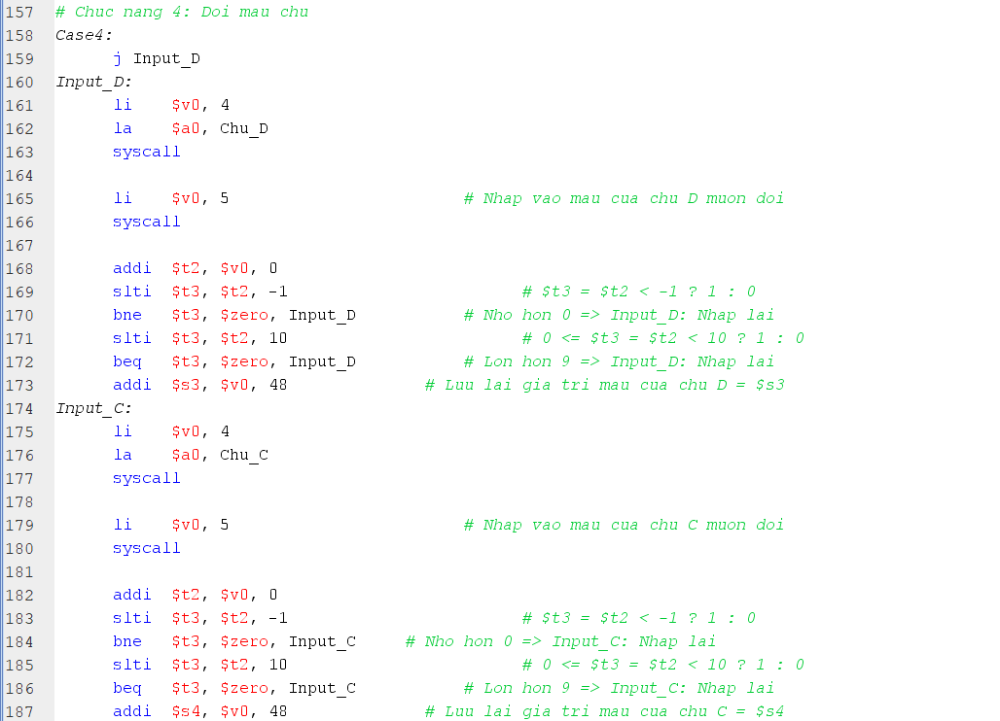 157 # Chuc nang 4: Doi mau chu
158 Case4:
159 j Input_D
160 Input_D:
161 li $v0, 4
162 la $a0, Chu_D
163 syscall
164
165 li $v0, 5 # Nhap vao mau cua chu D muon doi
166 syscall
167
168 addi $t2, $v0, 0
169 slti $t3, $t2, -1 # $t3 = $t2 < -1 ? 1 : 0
170 bne $t3, $zero, Input_D # Nho hon 0 => Input_D: Nhap lai
171 slti $t3, $t2, 10 # 0 <= $t3 = $t2 < 10 ? 1 : 0
172 beq $t3, $zero, Input_D # Lon hon 9 => Input_D: Nhap lai
173 addi $s3, $v0, 48 # Luu lai gia tri mau cua chu D = $s3
174 Input_C:
175 li $v0, 4
176 la $a0, Chu_C
177 syscall
178
179 li $v0, 5 # Nhap vao mau cua chu C muon doi
180 syscall
181
182 addi $t2, $v0, 0
183 slti $t3, $t2, -1 # $t3 = $t2 < -1 ? 1 : 0
184 bne $t3, $zero, Input_C # Nho hon 0 => Input_C: Nhap lai
185 slti $t3, $t2, 10 # 0 <= $t3 = $t2 < 10 ? 1 : 0
186 beq $t3, $zero, Input_C # Lon hon 9 => Input_C: Nhap lai
187 addi $s4, $v0, 48 # Luu lai gia tri mau cua chu C = $s4